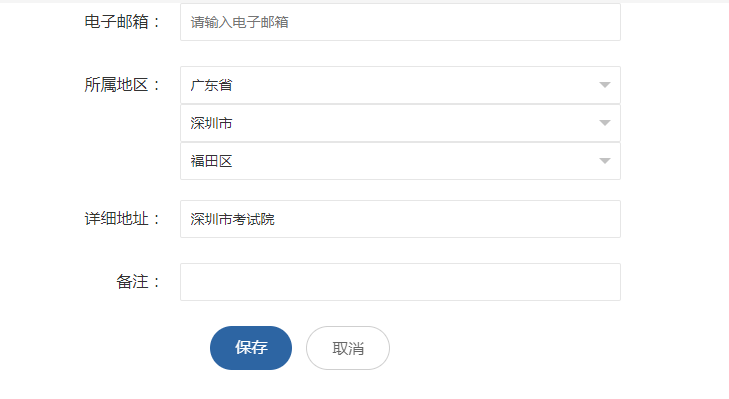 电子邮箱： 请输入电子邮箱
所属地区： 广东省
深圳市
福田区
详细地址： 深圳市考试院
备注：
保存 取消